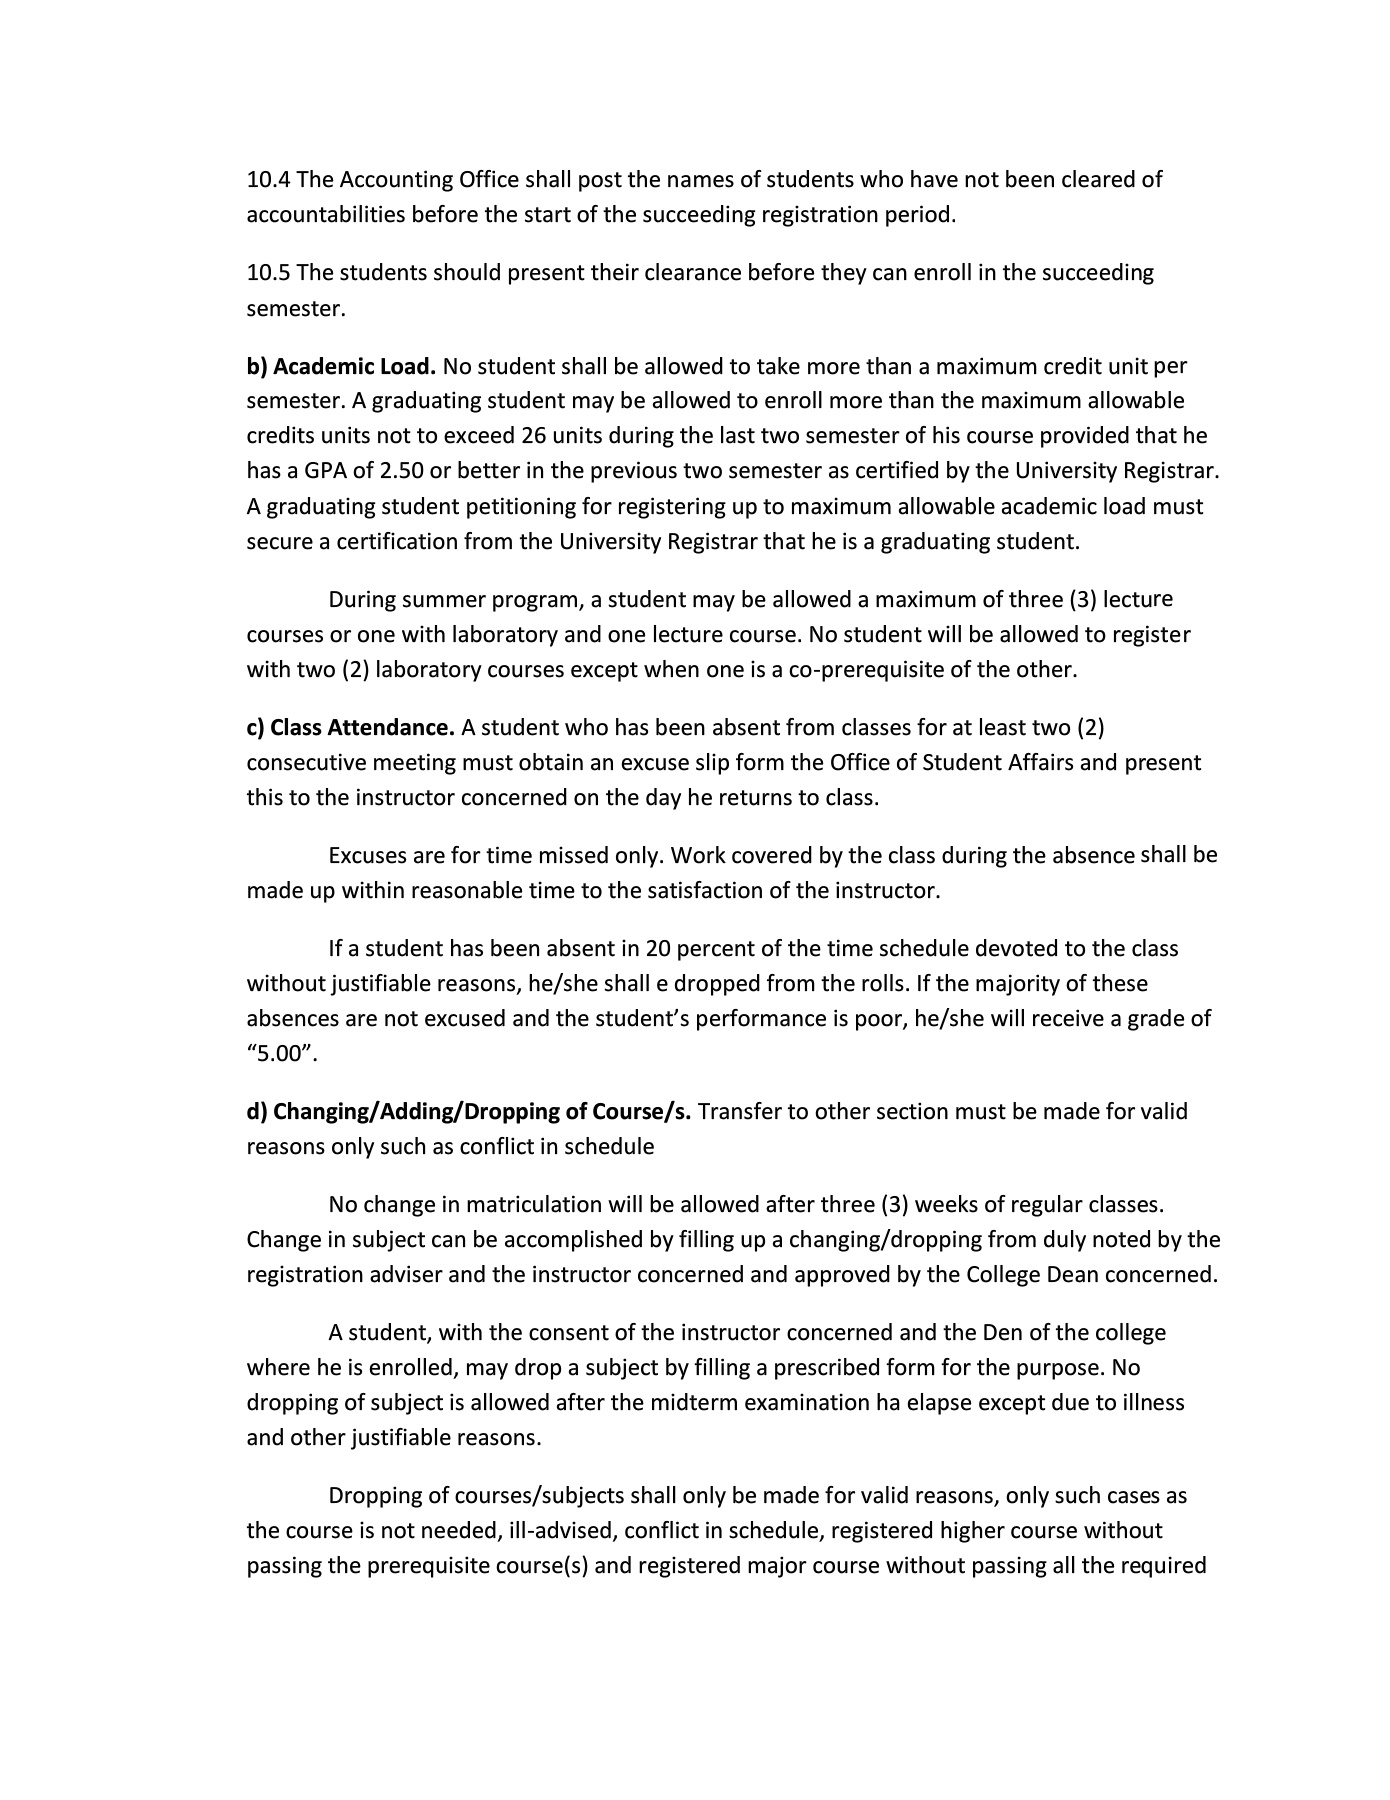 10.4 The Accounting Office shall post the names of students who have not been cleared of
accountabilities before the start of the succeeding registration period.
10.5 The students should present their clearance before they can enroll in the succeeding
semester.
b) Academic Load. No student shall be allowed to take more than a maximum credit unit per
semester. A graduating student may be allowed to enroll more than the maximum allowable
credits units not to exceed 26 units during the last two semester of his course provided that he
has a GPA of 2.50 or better in the previous two semester as certified by the University Registrar.
A graduating student petitioning for registering up to maximum allowable academic load must
secure a certification from the University Registrar that he is a graduating student.
During summer program, a student may be allowed a maximum of three (3) lecture
courses or one with laboratory and one lecture course. No student will be allowed to register
with two (2) laboratory courses except when one is a co-prerequisite of the other.
c) Class Attendance. A student who has been absent from classes for at least two (2)
consecutive meeting must obtain an excuse slip form the Office of Student Affairs and present
this to the instructor concerned on the day he returns to class.
Excuses are for time missed only. Work covered by the class during the absence shall be
made up within reasonable time to the satisfaction of the instructor.
If a student has been absent in 20 percent of the time schedule devoted to the class
without justifiable reasons, he/she shall e dropped from the rolls. If the majority of these
absences are not excused and the student’s performance is poor, he/she will receive a grade of
“5.00”.
d) Changing/Adding/Dropping of Course/s. Transfer to other section must be made for valid
reasons only such as conflict in schedule
No change in matriculation will be allowed after three (3) weeks of regular classes.
Change in subject can be accomplished by filling up a changing/dropping from duly noted by the
registration adviser and the instructor concerned and approved by the College Dean concerned.
A student, with the consent of the instructor concerned and the Den of the college
where he is enrolled, may drop a subject by filling a prescribed form for the purpose. No
dropping of subject is allowed after the midterm examination ha elapse except due to illness
and other justifiable reasons.
Dropping of courses/subjects shall only be made for valid reasons, only such cases as
the course is not needed, ill-advised, conflict in schedule, registered higher course without
passing the prerequisite course(s) and registered major course without passing all the required